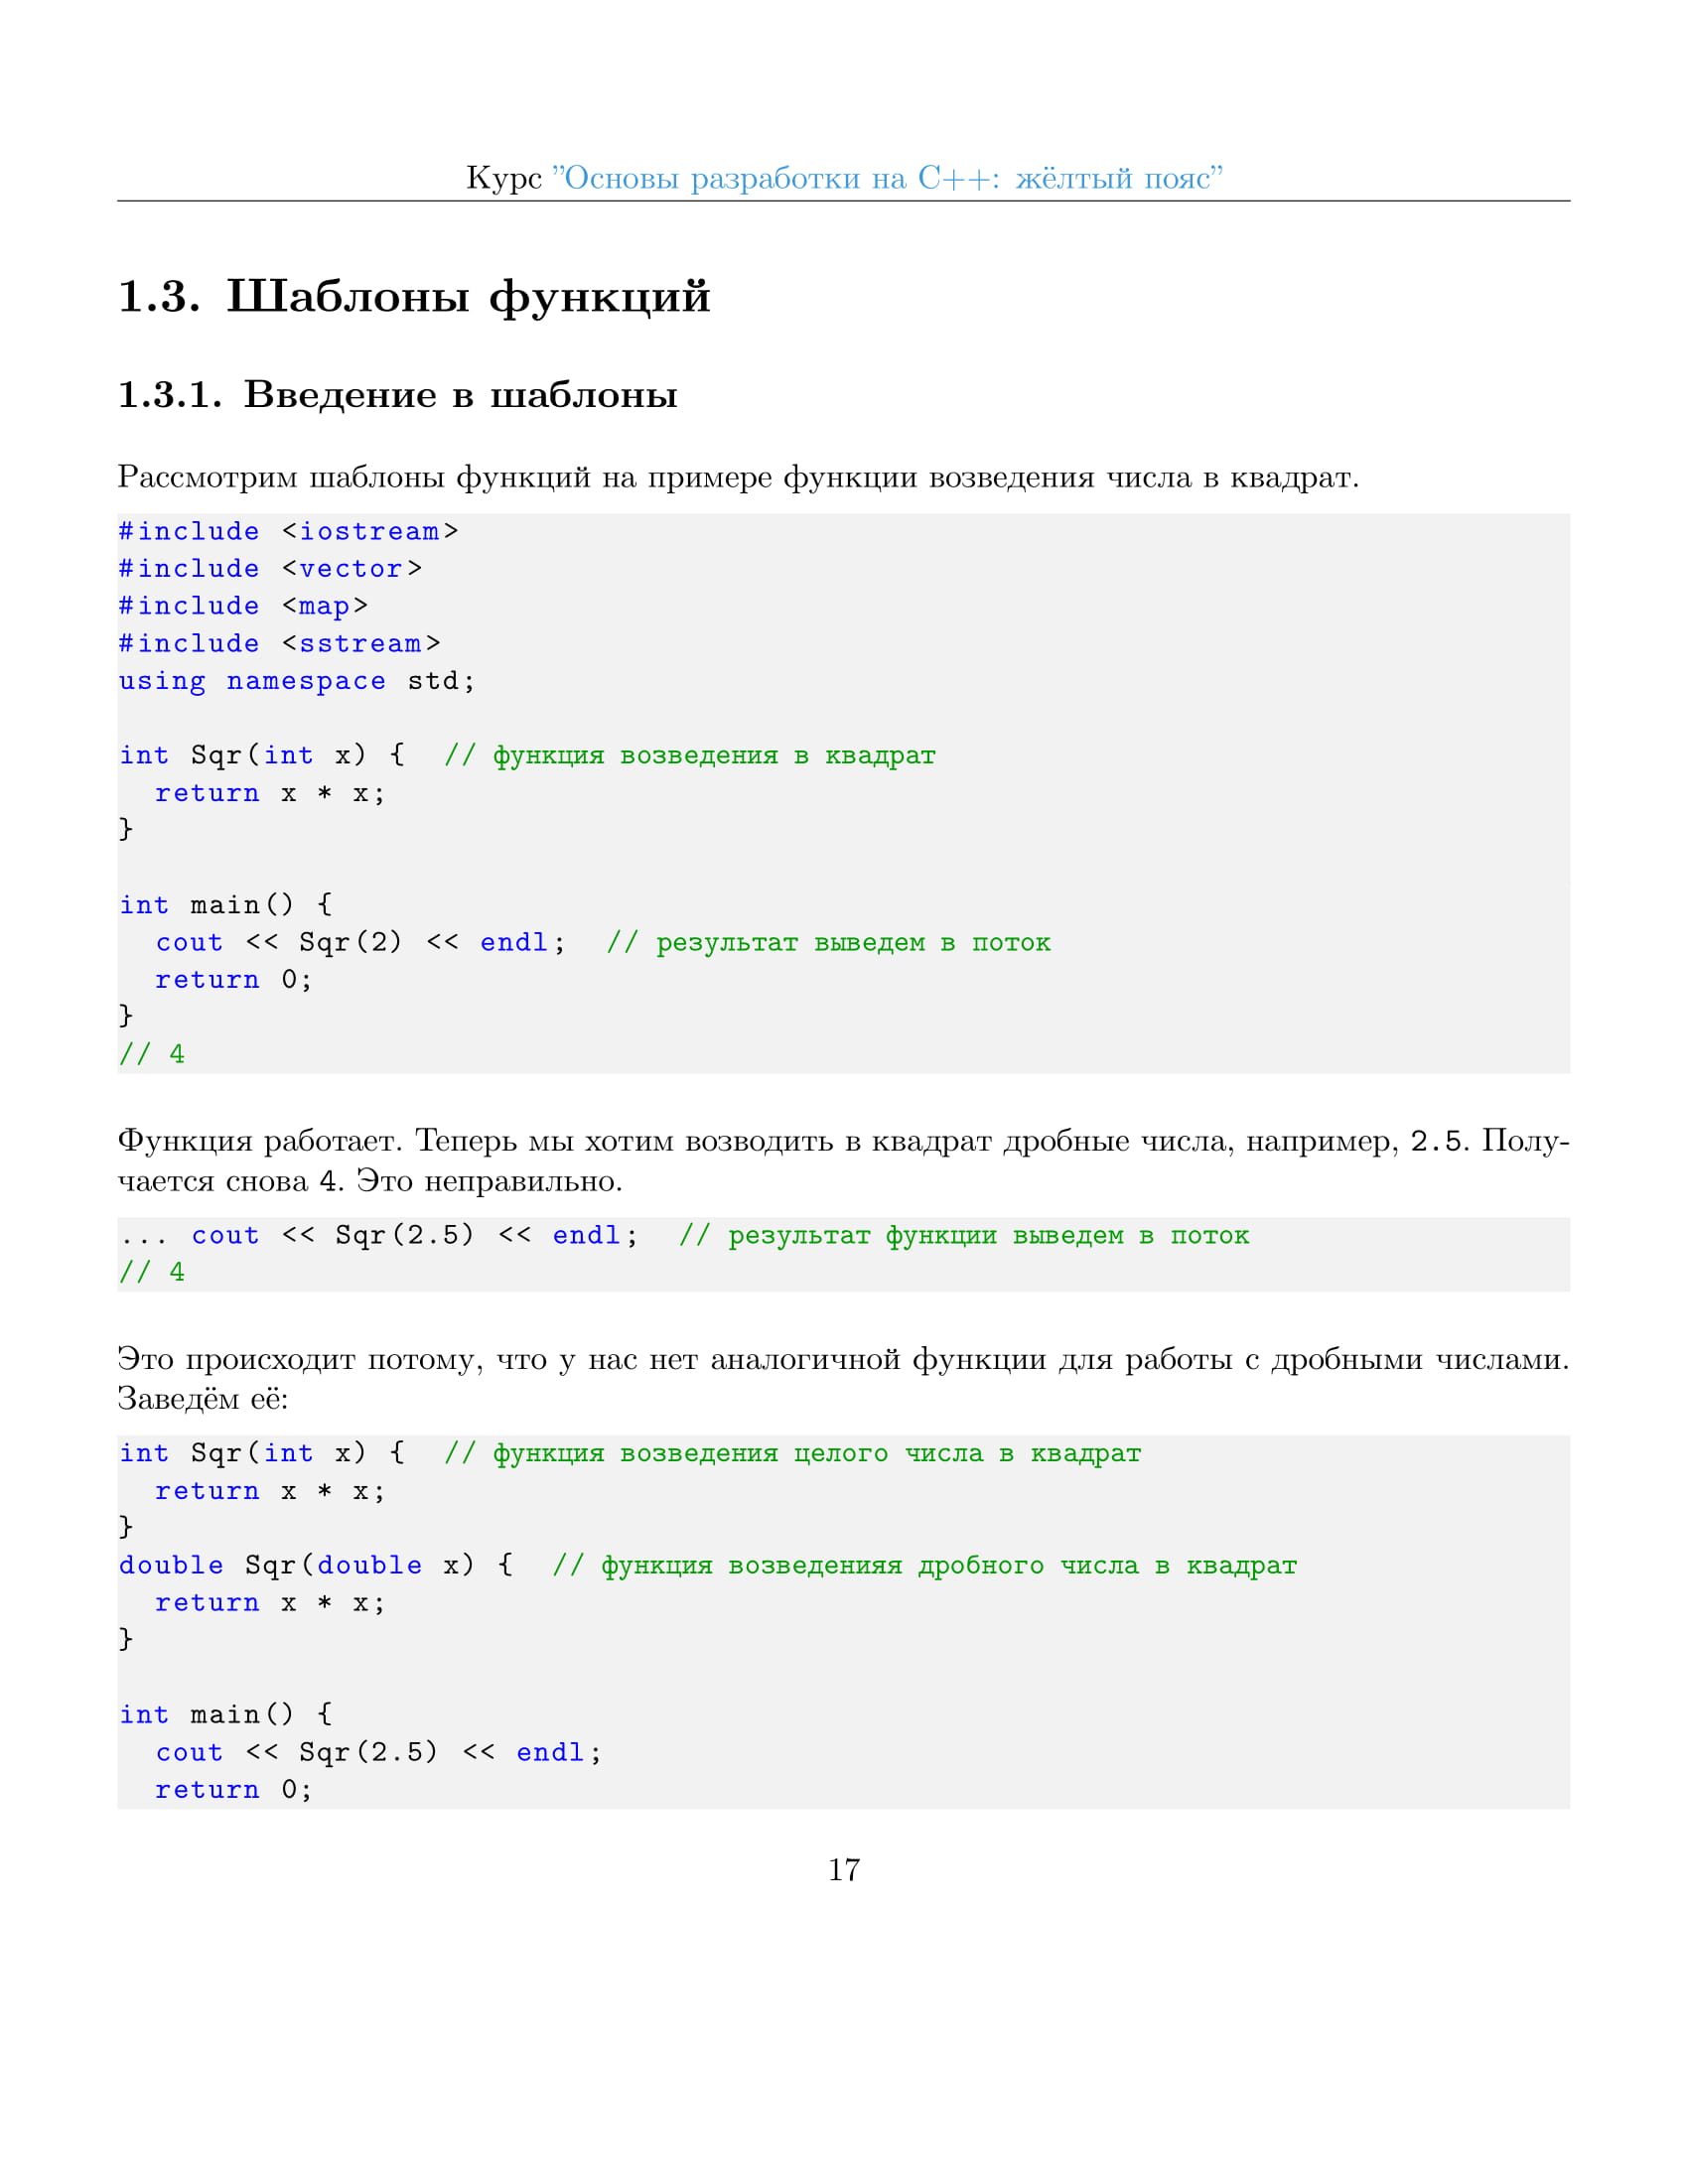 Курс ”Основы разработки на C++: жёлтый пояс”
1.3. Шаблоны функций
1.3.1. Введение в шаблоны
Рассмотрим шаблоны функций на примере функции возведения числа в квадрат.
#include <iostream>
#include <vector>
#include <map>
#include <sstream>
using namespace std;
int Sqr(int x) {  // функция возведения в квадрат
  return x * x;
}
int main() {
  cout << Sqr(2) << endl;  // результат выведем в поток
  return 0;
}
// 4
Функция работает. Теперь мы хотим возводить в квадрат дробные числа, например, 2.5. Полу-
чается снова 4. Это неправильно.
... cout << Sqr(2.5) << endl;  // результат функции выведем в поток
// 4
Это происходит потому, что у нас нет аналогичной функции для работы с дробными числами.
Заведём её:
int Sqr(int x) {  // функция возведения целого числа в квадрат
  return x * x;
}
double Sqr(double x) {  // функция возведенияя дробного числа в квадрат
  return x * x;
}
int main() {
  cout << Sqr(2.5) << endl;
  return 0;
17